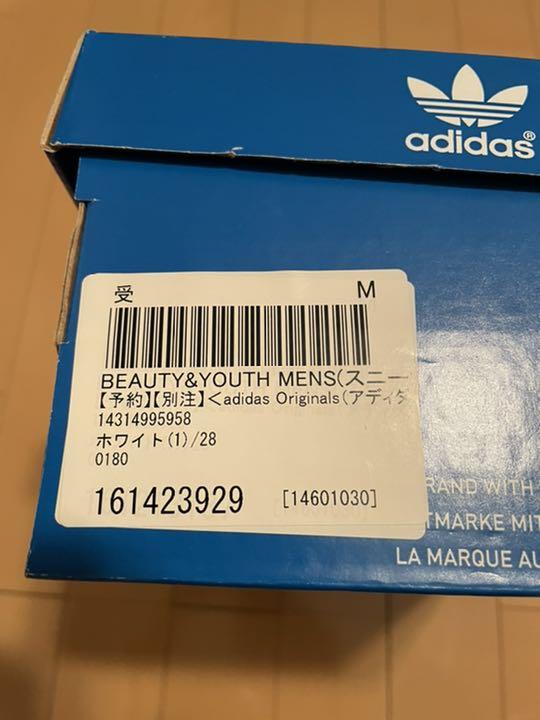 adidas®
受 M
BEAUTY&YOUTH MENS(スニー
【予約】【別注】<adidas Originals(アディダ
14314995958
ホワイト(1)/28
0180
161423929 [14601030]
RAND WITH
TMARKE MIT
LA MARQUE AU